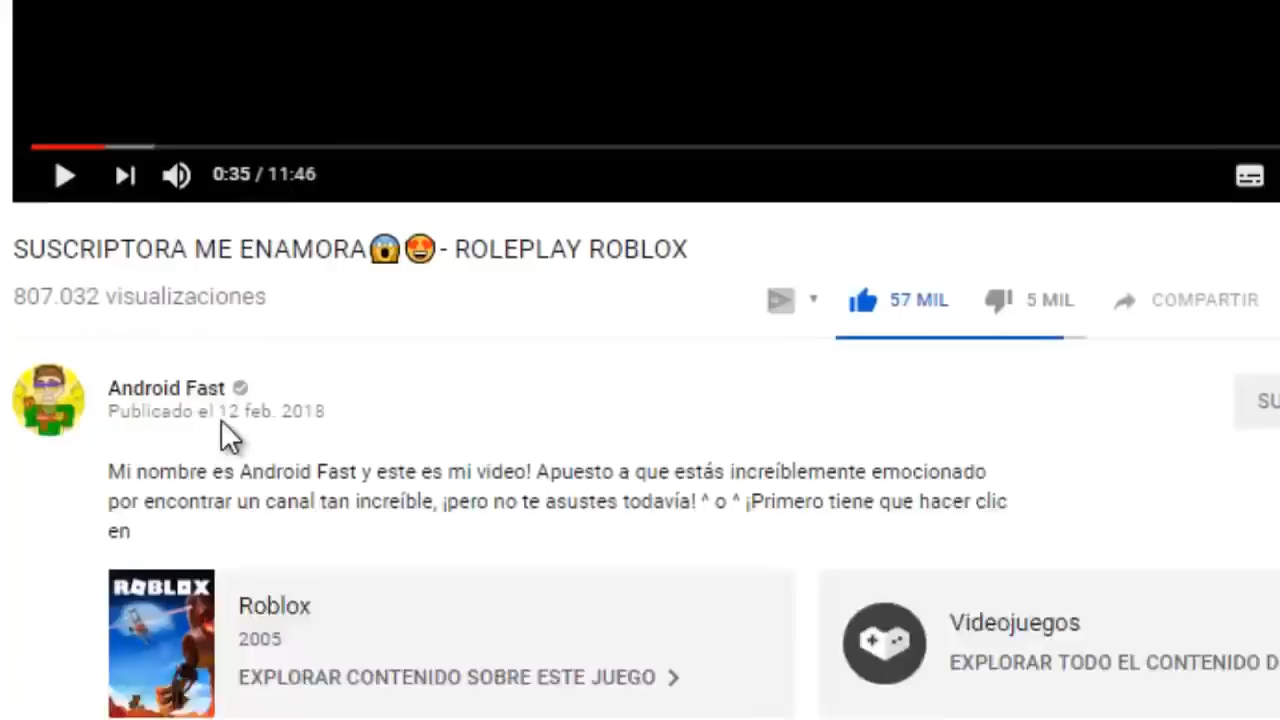 0:35 / 11:46
SUSCRIPTORA ME ENAMORA😱😍- ROLEPLAY ROBLOX
807.032 visualizaciones
57 MIL
5 MIL
COMPARTIR
Android Fast
Publicado el 12 feb. 2018
SU
Mi nombre es Android Fast y este es mi video! Apuesto a que estás increíblemente emocionado
por encontrar un canal tan increíble, ¡pero no te asustes todavía! ^ o ^ ¡Primero tiene que hacer clic
en
ROBLOX
Roblox
2005
EXPLORAR CONTENIDO SOBRE ESTE JUEGO
Videojuegos
EXPLORAR TODO EL CONTENIDO D